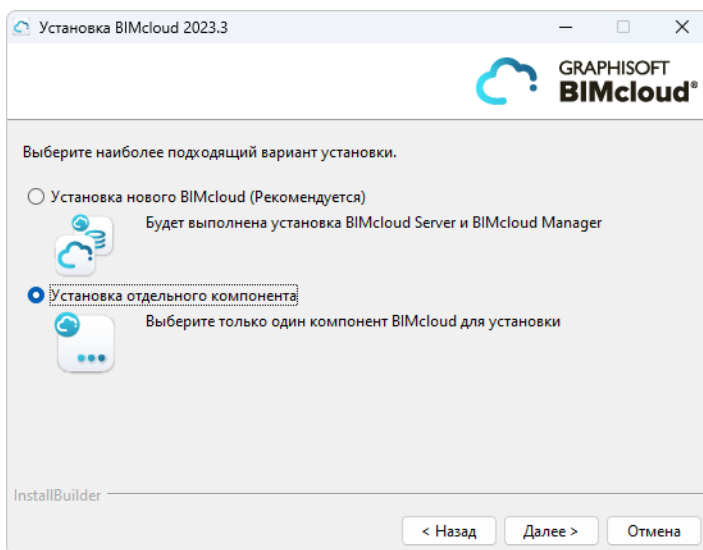 Установка BIMcloud 2023.3
GRAPHISOFT
BIMcloud®
Выберите наиболее подходящий вариант установки.
Установка нового BIMcloud (Рекомендуется)
Будет выполнена установка BIMcloud Server и BIMcloud Manager
Установка отдельного компонента
Выберите только один компонент BIMcloud для установки
InstallBuilder
< Назад Далее > Отмена